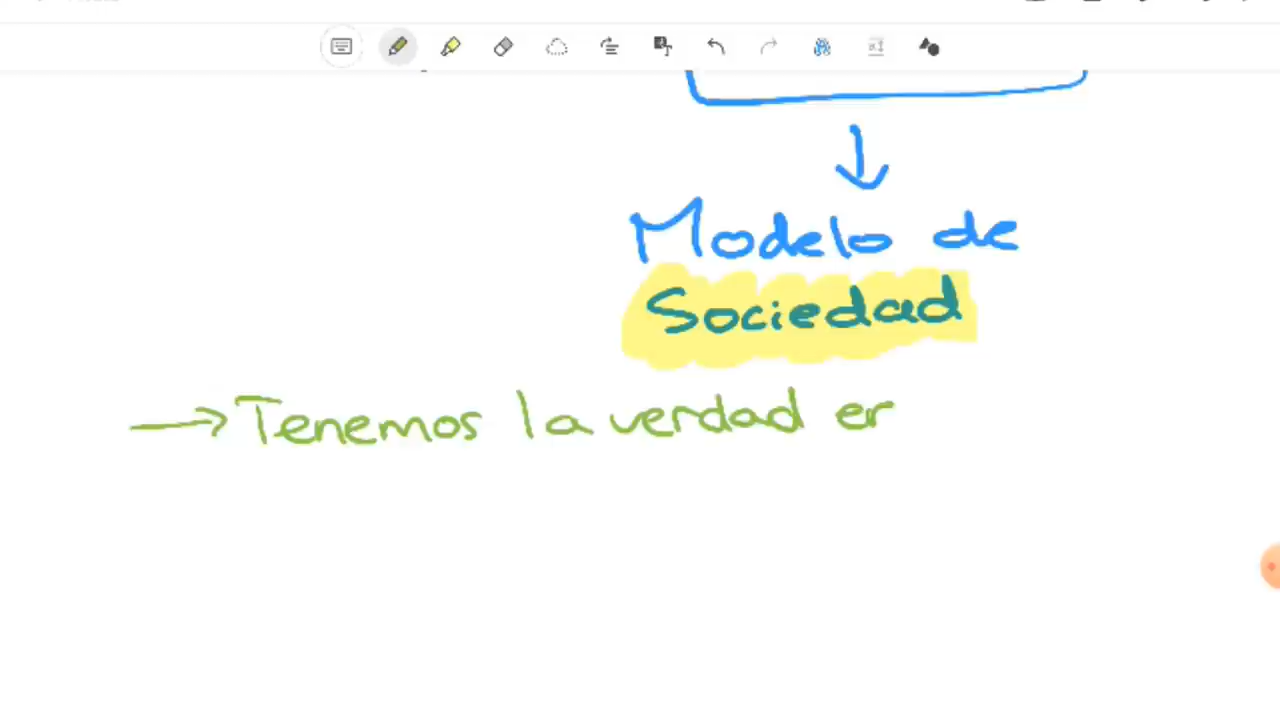 Modelo de
Sociedad
→ Tenemos la verdad er